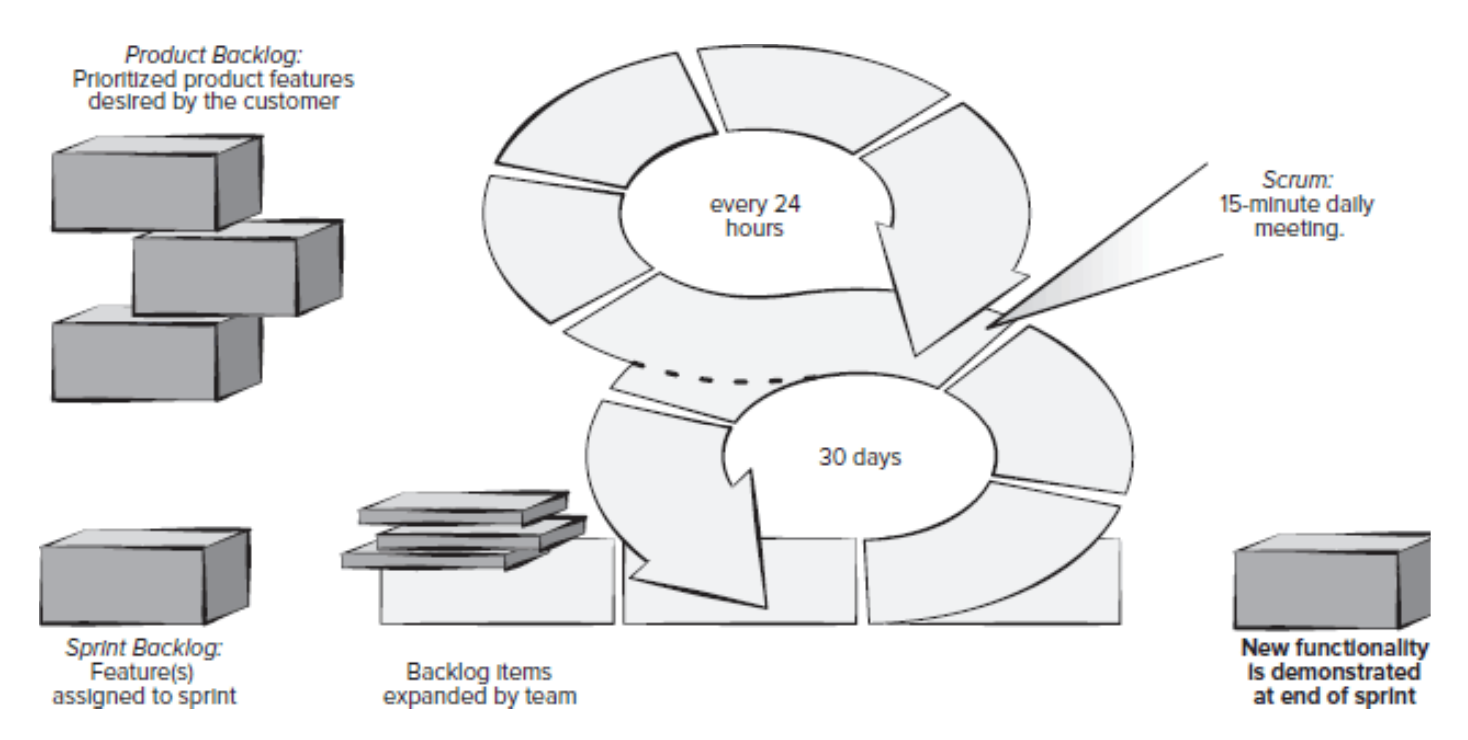 Product Backlog:
Prioritized product features
desired by the customer
every 24
hours
Scrum:
15-minute daily
meeting.
30 days
Sprint Backlog:
Feature(s)
assigned to sprint
Backlog items
expanded by team
New functionality
is demonstrated
at end of sprint